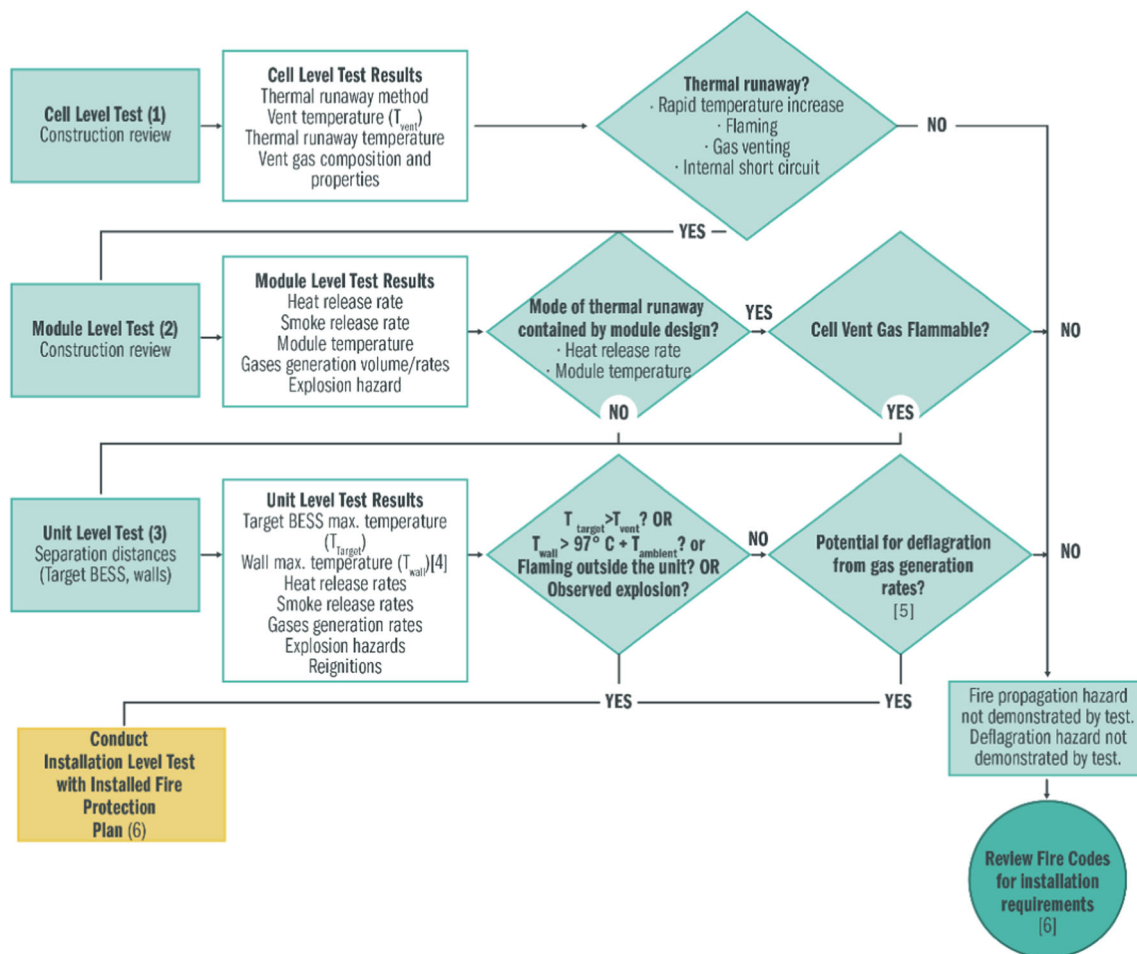 Cell Level Test (1)
Construction review
Cell Level Test Results
Thermal runaway method
Vent temperature (Tvent)
Thermal runaway temperature
Vent gas composition and
properties
Thermal runaway?
· Rapid temperature increase
· Flaming
· Gas venting
· Internal short circuit
NO
YES
Module Level Test (2)
Construction review
Module Level Test Results
Heat release rate
Smoke release rate
Module temperature
Gases generation volume/rates
Explosion hazard
Mode of thermal runaway
contained by module design?
· Heat release rate
· Module temperature
YES
Cell Vent Gas Flammable?
NO
NO
YES
Unit Level Test (3)
Separation distances
(Target BESS, walls)
Unit Level Test Results
Target BESS max. temperature
(TTarget)
Wall max. temperature (Twall)[4]
Heat release rates
Smoke release rates
Gases generation rates
Explosion hazards
Reignitions
Ttarget>Tvent? OR
Twall > 97° C + Tambient? or
Flaming outside the unit? OR
Observed explosion?
NO
Potential for deflagration
from gas generation
rates?
[5]
NO
YES
YES
Conduct
Installation Level Test
with Installed Fire
Protection
Plan (6)
Fire propagation hazard
not demonstrated by test.
Deflagration hazard not
demonstrated by test.
Review Fire Codes
for installation
requirements
[6]